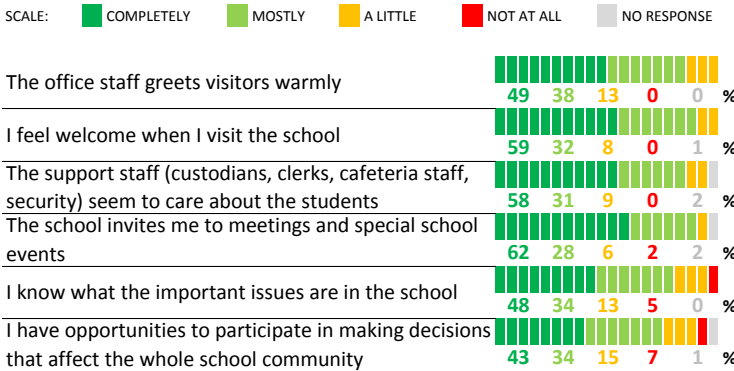 SCALE: COMPLETELY MOSTLY A LITTLE NOT AT ALL NO RESPONSE
The office staff greets visitors warmly
49 38 13 0 0 %
I feel welcome when I visit the school
59 32 8 0 1 %
The support staff (custodians, clerks, cafeteria staff,
security) seem to care about the students
58 31 9 0 2 %
The school invites me to meetings and special school
events
62 28 6 2 2 %
I know what the important issues are in the school
48 34 13 5 0 %
I have opportunities to participate in making decisions
that affect the whole school community
43 34 15 7 1 %